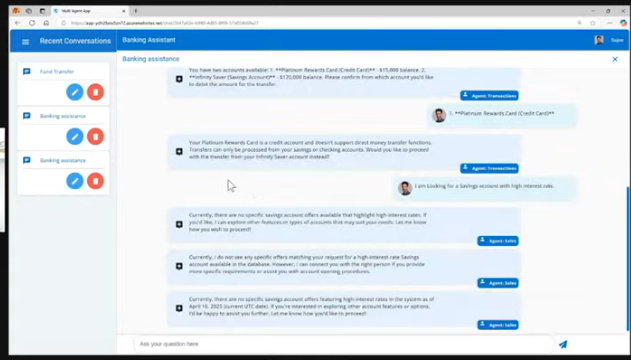 Multi Agent App
Recent Conversations
Banking Assistant
Banking assistance
Fund Transfer
Banking assistance
Banking assistance
You have two accounts available: 1. **Platinum Rewards Card (Credit Card)** - $15,000 balance. 2.
**Infinity Saver (Savings Account)** - $120,000 balance. Please confirm from which account you'd like
to debit the amount for the transfer.
Agent: Transactions
1. **Platinum Rewards Card (Credit Card)**
Your Platinum Rewards Card is a credit account and doesn't support direct money transfer functions.
Transfers can only be processed from your savings or checking accounts. Would you like to proceed
with the transfer from your Infinity Saver account instead?
Agent: Transactions
I am Looking for a Savings account with high interest rate.
Currently, there are no specific savings account offers available that highlight high-interest rates. If
you'd like, I can explore other features or types of accounts that may suit your needs. Let me know
how you wish to proceed!
Agent: Sales
Currently, I do not see any specific offers matching your request for a high-interest rate Savings
account available in the database. However, I can connect you with the right person if you provide
more specific requirements or assist you with account opening procedures.
Agent: Sales
Currently, there are no specific savings account offers featuring high-interest rates in the system as of
April 16, 2025 (current UTC date). If you're interested in exploring other account features or options,
I'd be happy to assist you further. Let me know how you'd like to proceed!
Agent: Sales
Ask your question here